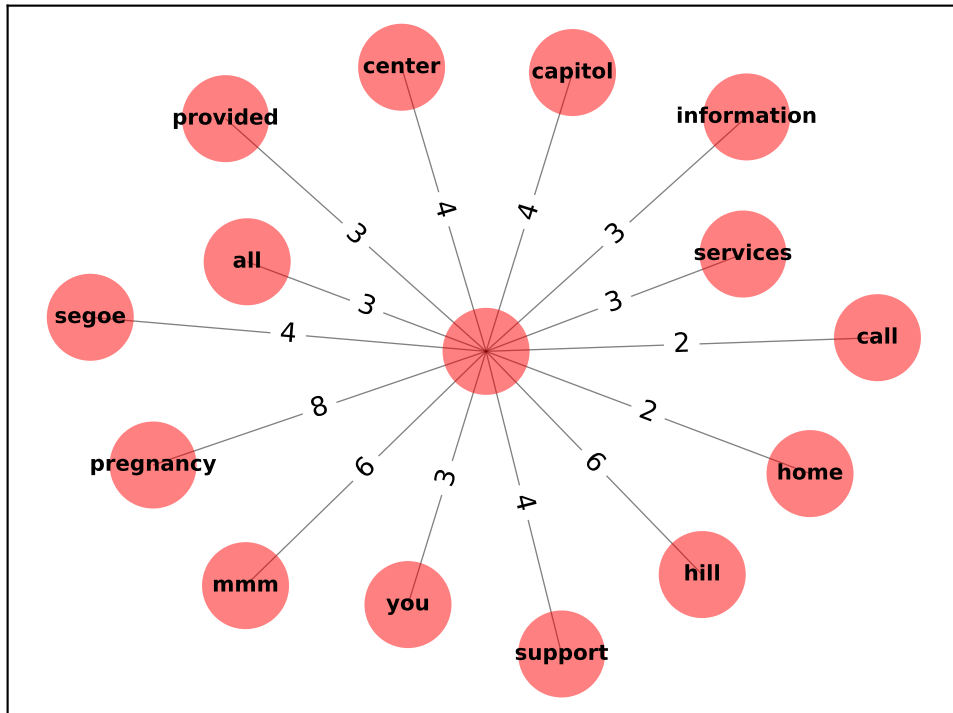 center
capitol
information
provided
4
4
3
3
services
all
3
3
segoe
4
2
call
8
2
pregnancy
6
3
4
6
home
mmm
you
support
hill